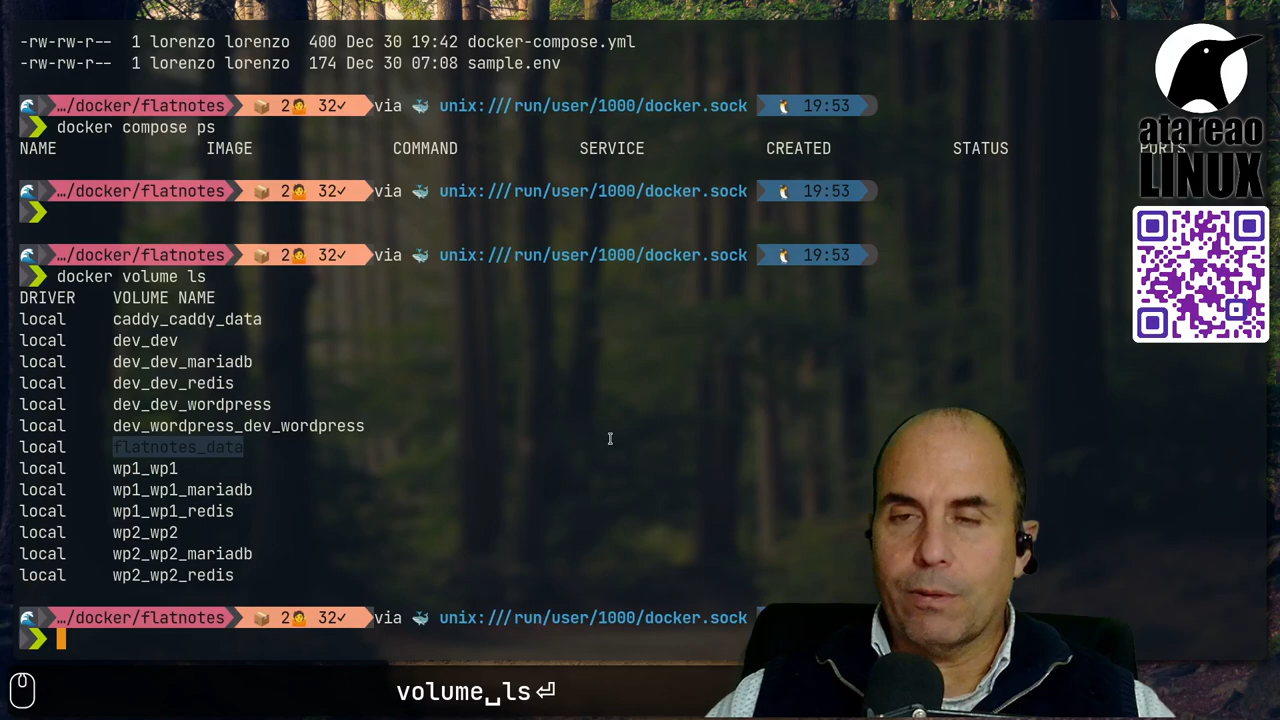 -rw-rw-r-- 1 lorenzo lorenzo 400 Dec 30 19:42 docker-compose.yml
-rw-rw-r-- 1 lorenzo lorenzo 174 Dec 30 07:08 sample.env
…/docker/flatnotes 2 32✓ via unix:///run/user/1000/docker.sock 19:53
docker compose ps
NAME IMAGE COMMAND SERVICE CREATED STATUS PORTS
…/docker/flatnotes 2 32✓ via unix:///run/user/1000/docker.sock 19:53
…/docker/flatnotes 2 32✓ via unix:///run/user/1000/docker.sock 19:53
docker volume ls
DRIVER VOLUME NAME
local caddy_caddy_data
local dev_dev
local dev_dev_mariadb
local dev_dev_redis
local dev_dev_wordpress
local dev_wordpress_dev_wordpress
local flatnotes_data
local wp1_wp1
local wp1_wp1_mariadb
local wp1_wp1_redis
local wp2_wp2
local wp2_wp2_mariadb
local wp2_wp2_redis
…/docker/flatnotes 2 32✓ via unix:///run/user/1000/docker.sock
volume␣ls⏎
atareao
LINUX